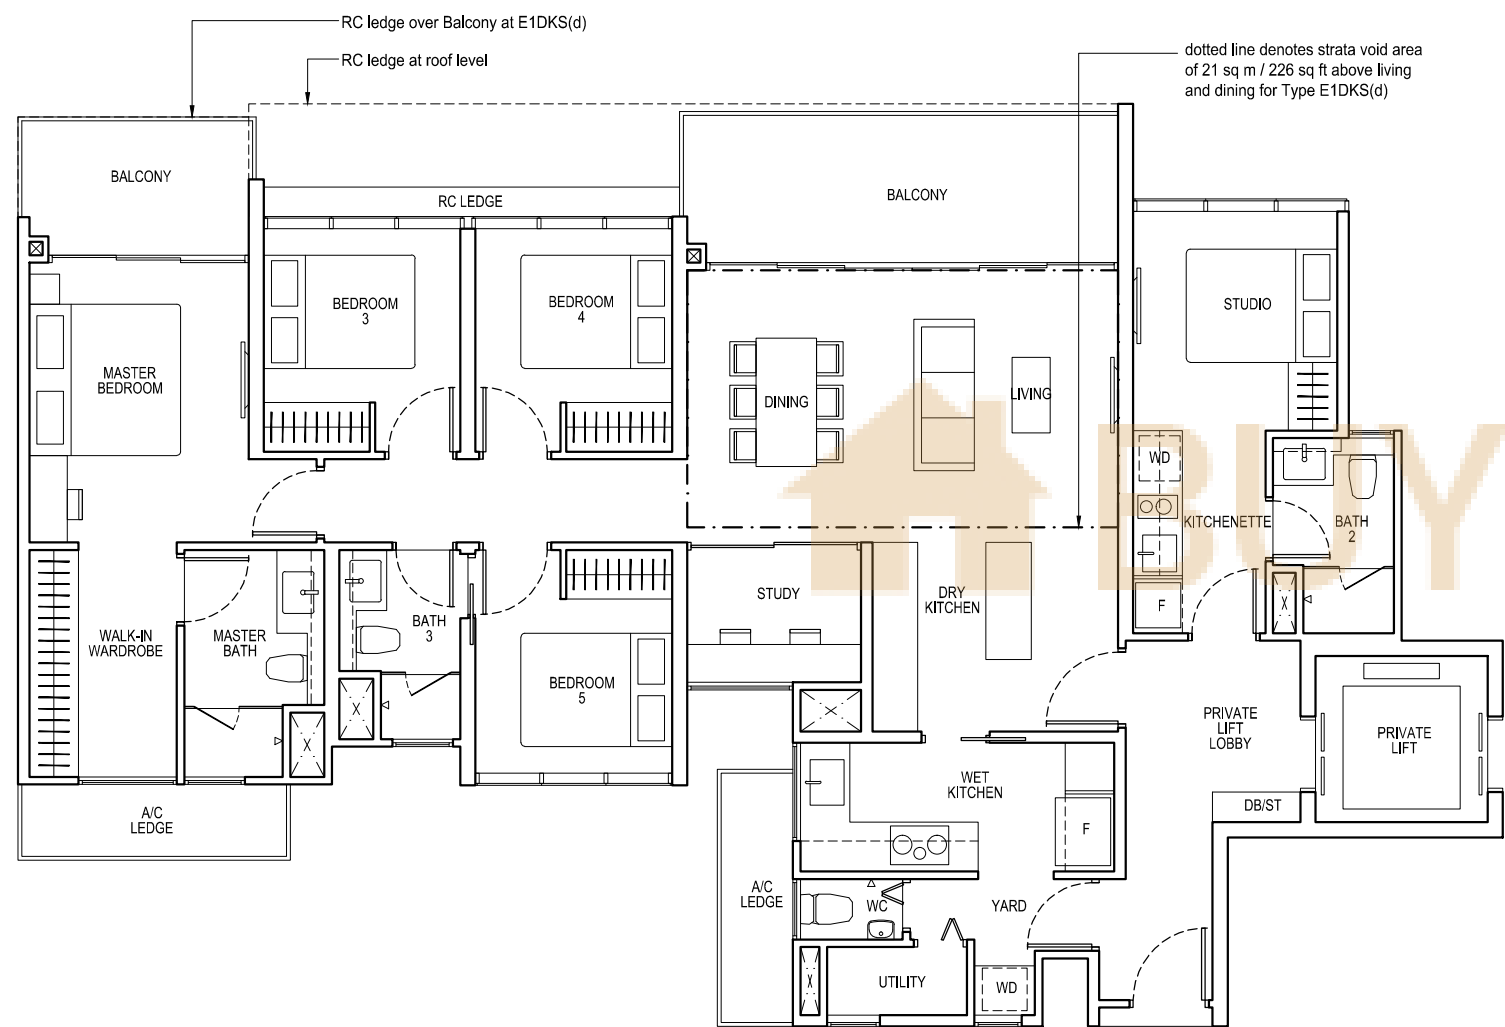 RC ledge over Balcony at E1DKS(d)
RC ledge at roof level
dotted line denotes strata void area
of 21 sq m / 226 sq ft above living
and dining for Type E1DKS(d)
BALCONY
RC LEDGE
BALCONY
BEDROOM
3
BEDROOM
4
STUDIO
MASTER
BEDROOM
DINING
LIVING
BUY
WD
KITCHENETTE
BATH
2
STUDY
DRY
KITCHEN
F
WALK-IN
WARDROBE
MASTER
BATH
BATH
3
BEDROOM
5
X
X
X
X
PRIVATE
LIFT
LOBBY
PRIVATE
LIFT
WET
KITCHEN
DB/ST
A/C
LEDGE
F
A/C
LEDGE
WC
YARD
UTILITY
X
WD